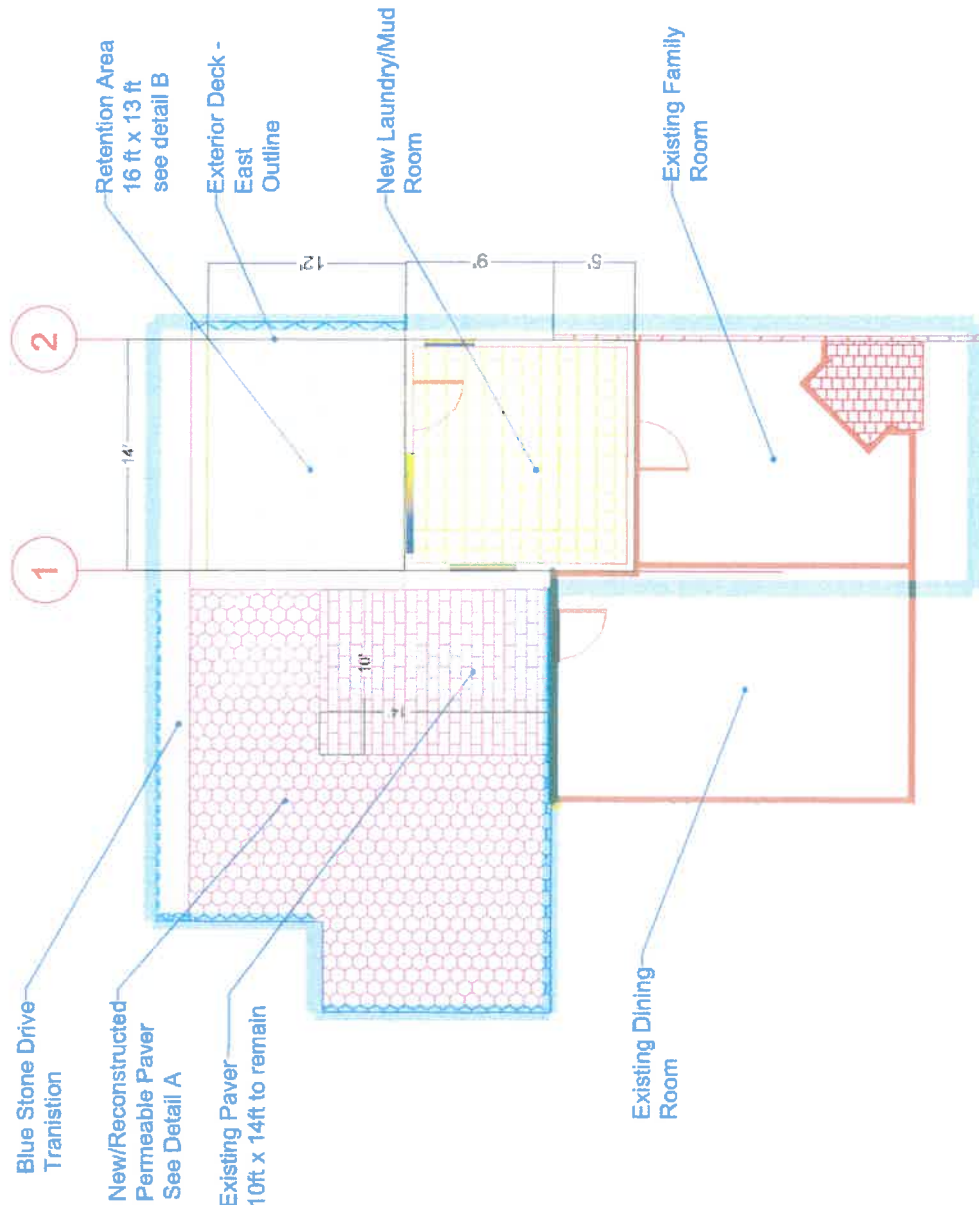 Blue Stone Drive
Tranistion
New/Reconstructed
Permeable Paver
See Detail A
Existing Paver
10ft x 14ft to remain
Existing Dining
Room
1
2
14'
12'
9'
5'
10'
14'
Retention Area
16 ft x 13 ft
see detail B
Exterior Deck -
East
Outline
New Laundry/Mud
Room
Existing Family
Room